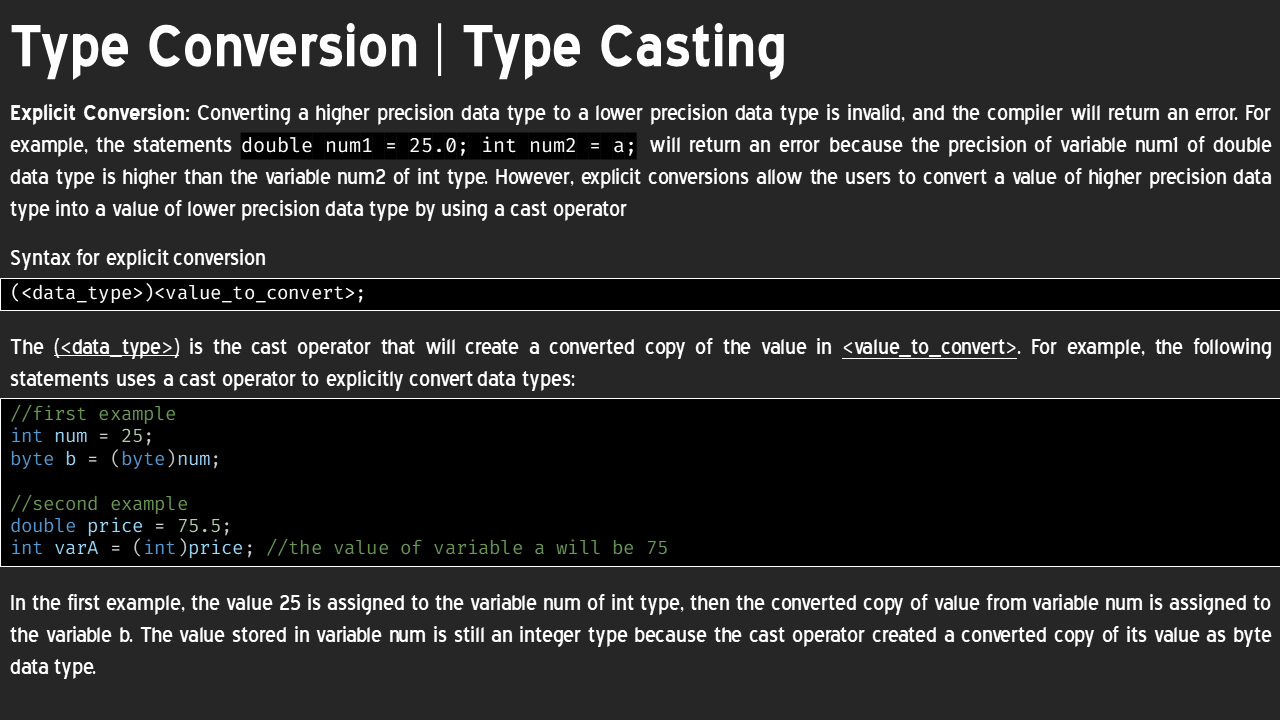 Type Conversion | Type Casting
Explicit Conversion: Converting a higher precision data type to a lower precision data type is invalid, and the compiler will return an error. For
example, the statements double num1 = 25.0; int num2 = a; will return an error because the precision of variable num1 of double
data type is higher than the variable num2 of int type. However, explicit conversions allow the users to convert a value of higher precision data
type into a value of lower precision data type by using a cast operator
Syntax for explicit conversion
(<data_type>)<value_to_convert>;
The (<data_type>) is the cast operator that will create a converted copy of the value in <value_to_convert>. For example, the following
statements uses a cast operator to explicitly convert data types:
//first example
int num = 25;
byte b = (byte)num;
//second example
double price = 75.5;
int varA = (int)price; //the value of variable a will be 75
In the first example, the value 25 is assigned to the variable num of int type, then the converted copy of value from variable num is assigned to
the variable b. The value stored in variable num is still an integer type because the cast operator created a converted copy of its value as byte
data type.